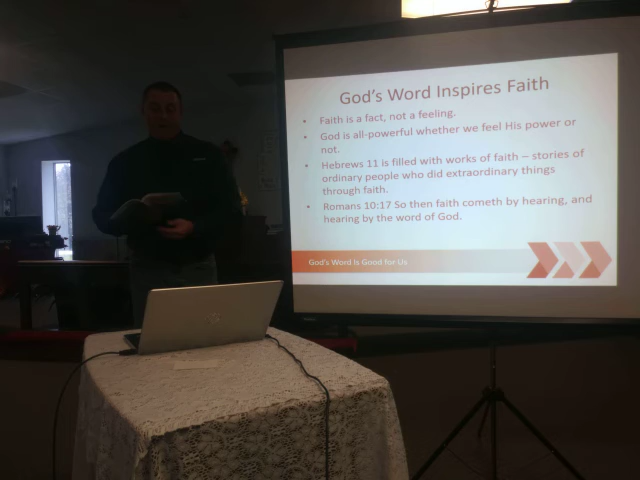 God's Word Inspires Faith
• Faith is a fact, not a feeling.
• God is all-powerful whether we feel His power or
not.
• Hebrews 11 is filled with works of faith – stories of
ordinary people who did extraordinary things
through faith.
• Romans 10:17 So then faith cometh by hearing, and
hearing by the word of God.
God's Word Is Good for Us